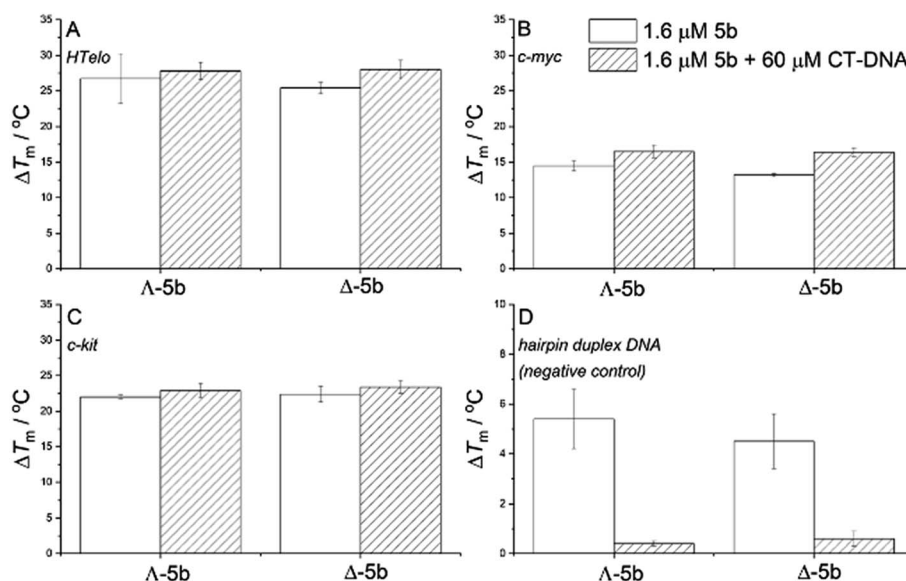 A
HTelo
ΔTm / °C
35
30
25
20
15
10
5
0
Λ-5b
Δ-5b
B
c-myc
1.6 μM 5b
1.6 μM 5b + 60 μM CT-DNA
ΔTm / °C
35
30
25
20
15
10
5
0
Λ-5b
Δ-5b
C
c-kit
ΔTm / °C
35
30
25
20
15
10
5
0
Λ-5b
Δ-5b
D
hairpin duplex DNA
(negative control)
ΔTm / °C
10
8
6
4
2
0
Λ-5b
Δ-5b